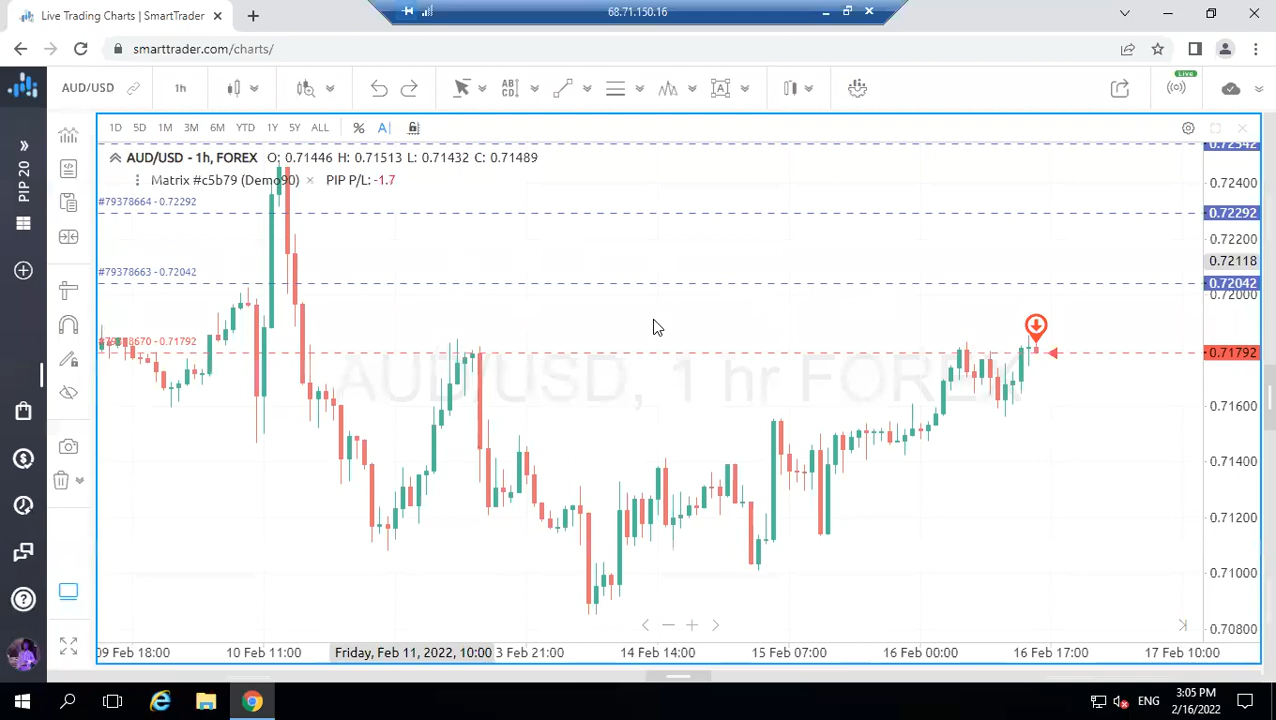 Live Trading Charts | SmartTrader
68.71.150.16
smarttrader.com/charts/
AUD/USD
1h
Live
PIP 20
1D 5D 1M 3M 6M YTD 1Y 5Y ALL % A
AUD/USD - 1h, FOREX O: 0.71446 H: 0.71513 L: 0.71432 C: 0.71489
Matrix #c5b79 (Demo90) × PIP P/L: -1.7
#79378664 - 0.72292
#79378663 - 0.72042
#79378670 - 0.71792
AUD/USD, 1 hr FOREX
0.72542
0.72400
0.72292
0.72200
0.72118
0.72042
0.72000
0.71792
0.71600
0.71400
0.71200
0.71000
0.70800
09 Feb 18:00 10 Feb 11:00 Friday, Feb 11, 2022, 10:00 3 Feb 21:00 14 Feb 14:00 15 Feb 07:00 16 Feb 00:00 16 Feb 17:00 17 Feb 10:00
ENG
3:05 PM
2/16/2022